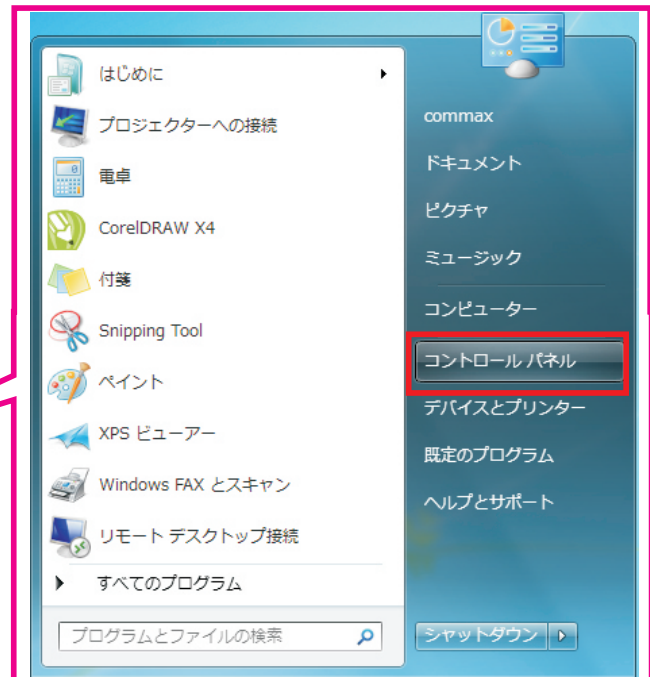 はじめに
プロジェクターへの接続
電卓
CorelDRAW X4
付箋
Snipping Tool
ペイント
XPS ビューアー
Windows FAX とスキャン
リモート デスクトップ接続
すべてのプログラム
プログラムとファイルの検索
commax
ドキュメント
ピクチャ
ミュージック
コンピューター
コントロール パネル
デバイスとプリンター
既定のプログラム
ヘルプとサポート
シャットダウン